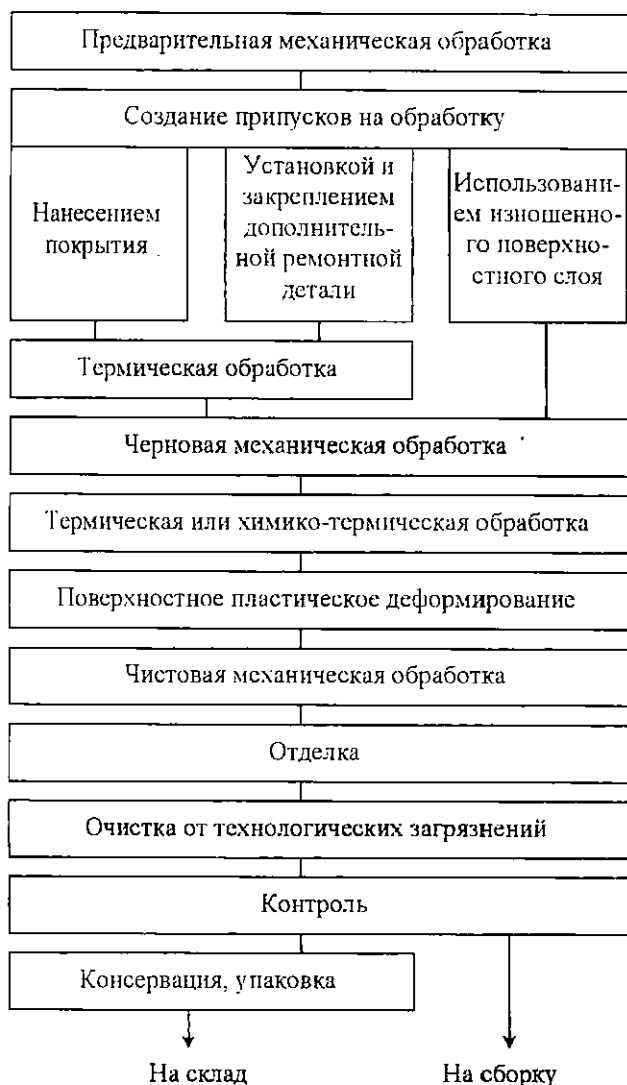 Предварительная механическая обработка
Создание припусков на обработку
Нанесением
покрытия
Установкой и
закреплением
дополнитель-
ной ремонтной
детали
Использовани-
ем изношенно-
го поверхно-
стного слоя
Термическая обработка
Черновая механическая обработка
Термическая или химико-термическая обработка
Поверхностное пластическое деформирование
Чистовая механическая обработка
Отделка
Очистка от технологических загрязнений
Контроль
Консервация, упаковка
На склад
На сборку